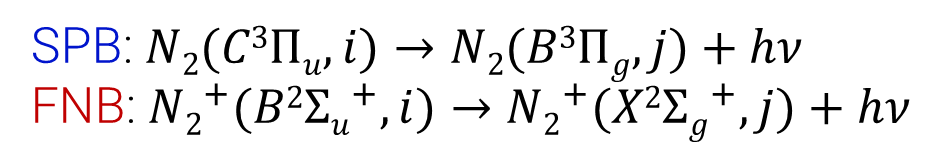 SPB: N₂(C³Πᵤ, i) → N₂(B³Π_g, j) + hν
FNB: N₂⁺(B²Σᵤ⁺, i) → N₂⁺(X²Σ_g⁺, j) + hν